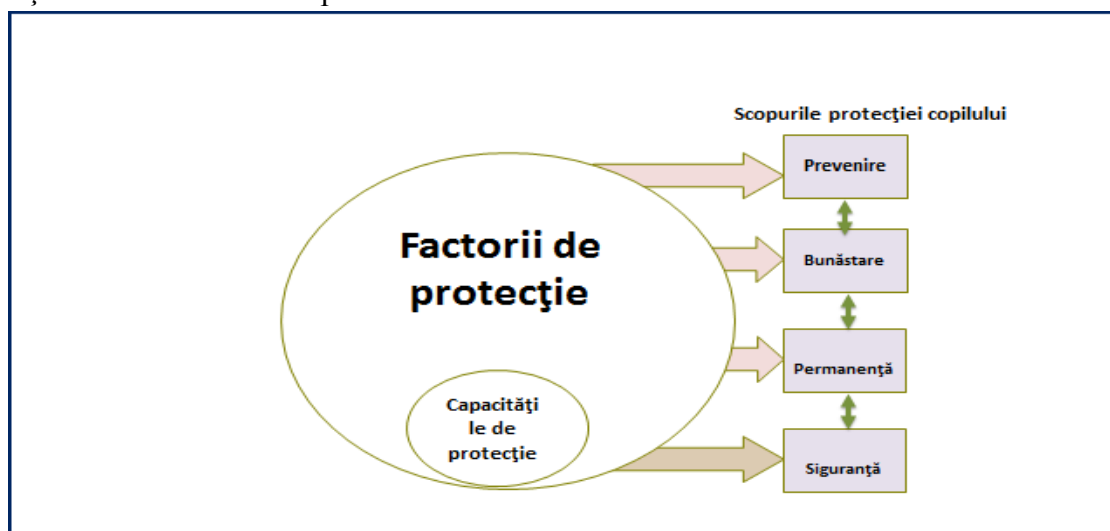 Scopurile protecţiei copilului
Prevenire
Factorii de
protecţie
Bunăstare
Permanenţă
Capacităţi
le de
protecţie
Siguranţă